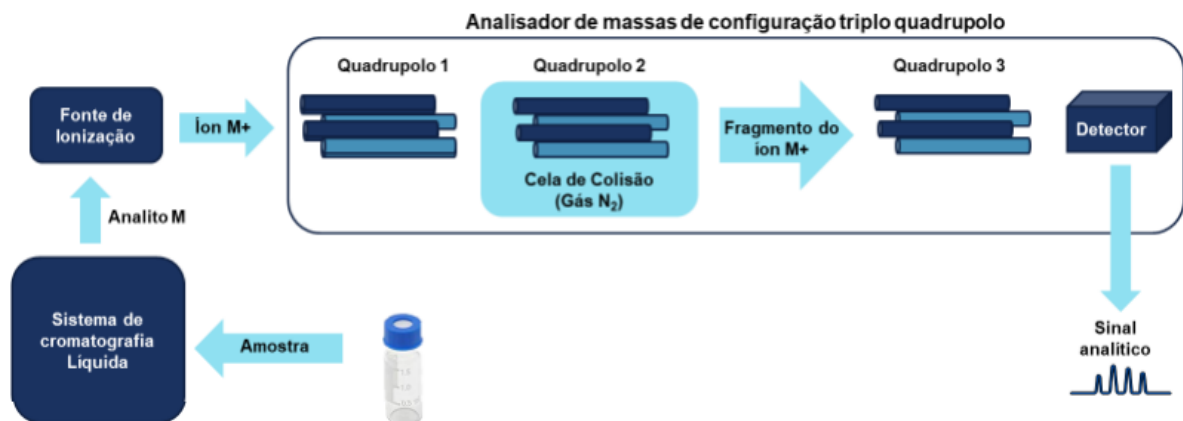 Analisador de massas de configuração triplo quadrupolo
Quadrupolo 1
Quadrupolo 2
Quadrupolo 3
Fonte de
Ionização
Íon M+
Cela de Colisão
(Gás N₂)
Fragmento do
íon M+
Detector
Analito M
Sistema de
cromatografia
Líquida
Amostra
Sinal
analítico